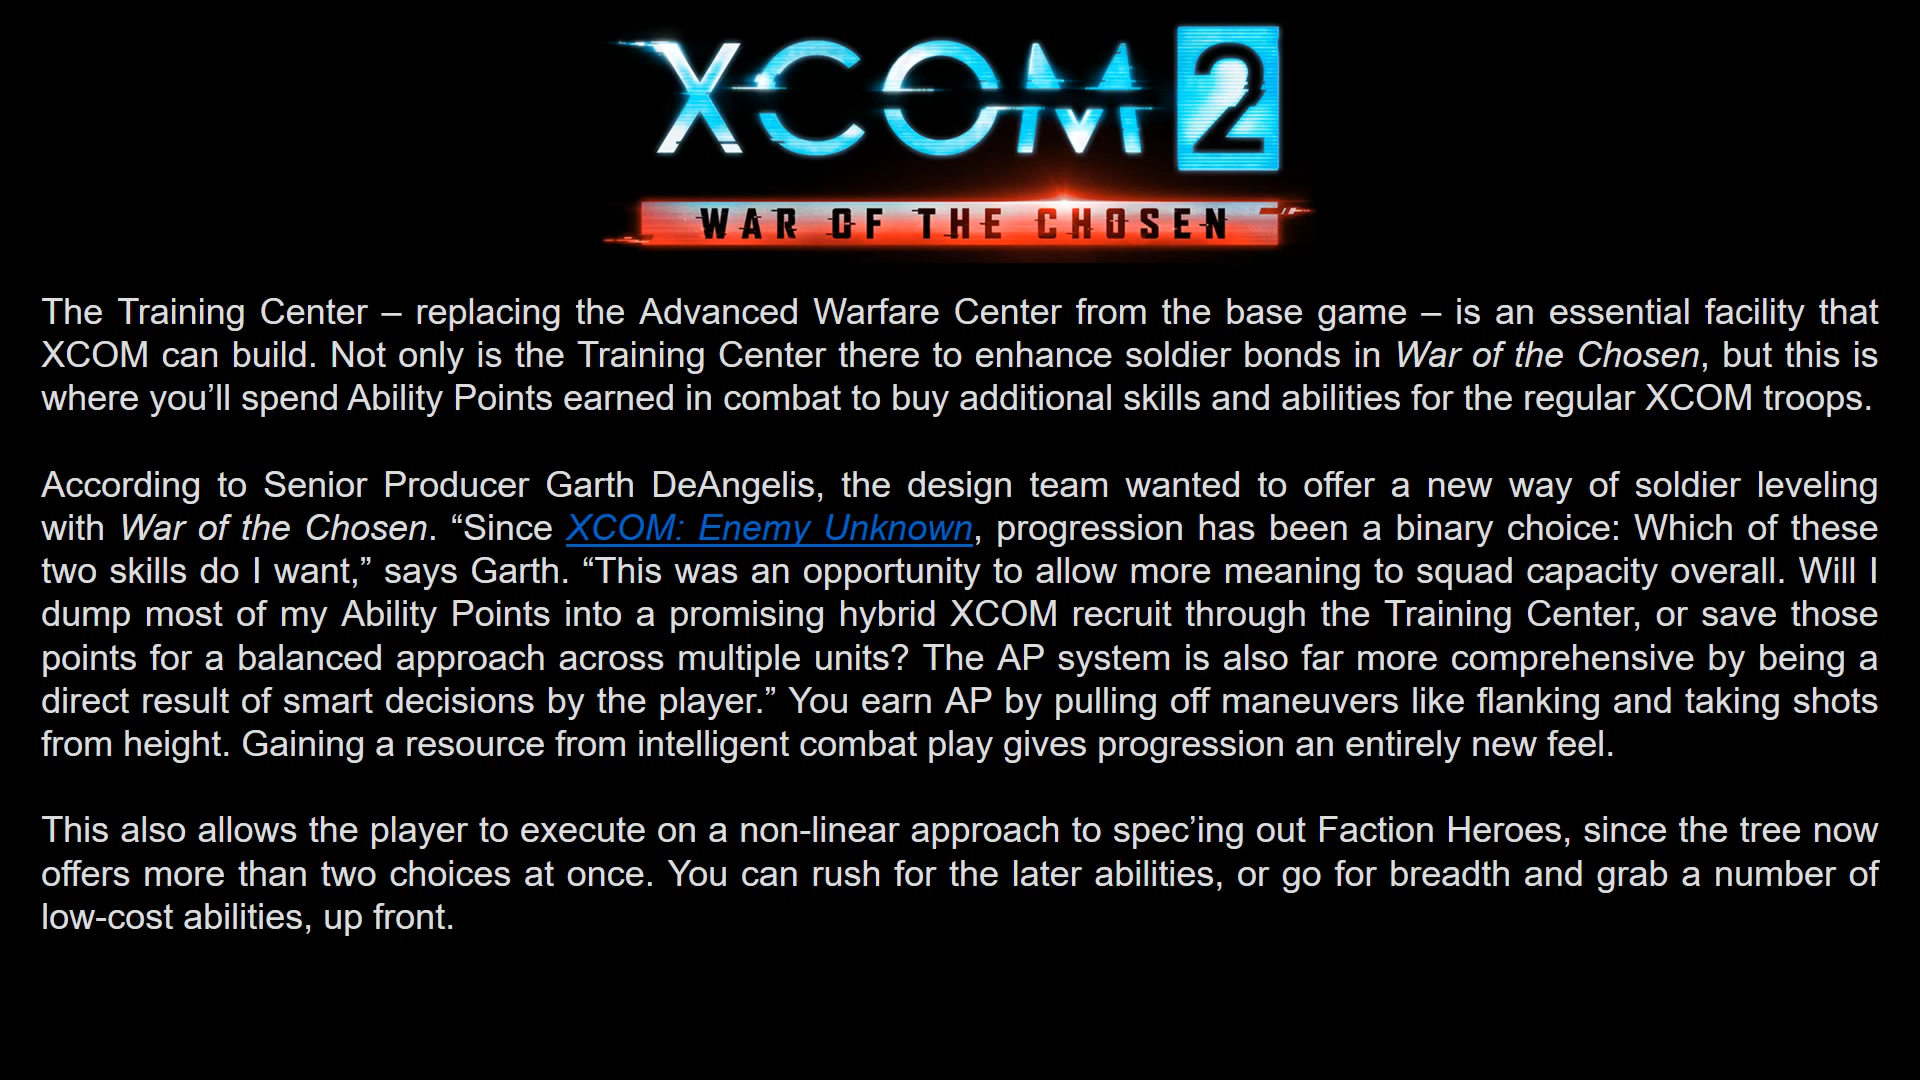 XCOM 2
WAR OF THE CHOSEN
The Training Center – replacing the Advanced Warfare Center from the base game – is an essential facility that
XCOM can build. Not only is the Training Center there to enhance soldier bonds in War of the Chosen, but this is
where you’ll spend Ability Points earned in combat to buy additional skills and abilities for the regular XCOM troops.
According to Senior Producer Garth DeAngelis, the design team wanted to offer a new way of soldier leveling
with War of the Chosen. “Since XCOM: Enemy Unknown, progression has been a binary choice: Which of these
two skills do I want,” says Garth. “This was an opportunity to allow more meaning to squad capacity overall. Will I
dump most of my Ability Points into a promising hybrid XCOM recruit through the Training Center, or save those
points for a balanced approach across multiple units? The AP system is also far more comprehensive by being a
direct result of smart decisions by the player.” You earn AP by pulling off maneuvers like flanking and taking shots
from height. Gaining a resource from intelligent combat play gives progression an entirely new feel.
This also allows the player to execute on a non-linear approach to spec’ing out Faction Heroes, since the tree now
offers more than two choices at once. You can rush for the later abilities, or go for breadth and grab a number of
low-cost abilities, up front.